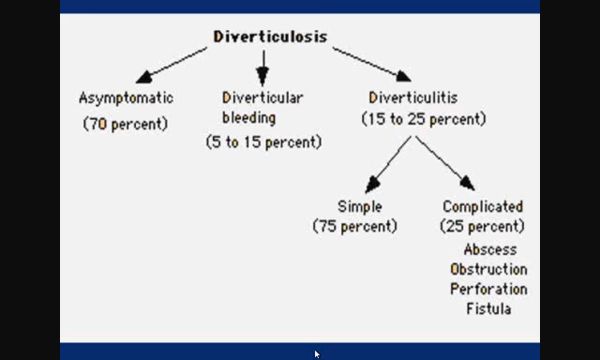 Diverticulosis
Asymptomatic
(70 percent)
Diverticular
bleeding
(5 to 15 percent)
Diverticulitis
(15 to 25 percent)
Simple
(75 percent)
Complicated
(25 percent)
Abscess
Obstruction
Perforation
Fistula